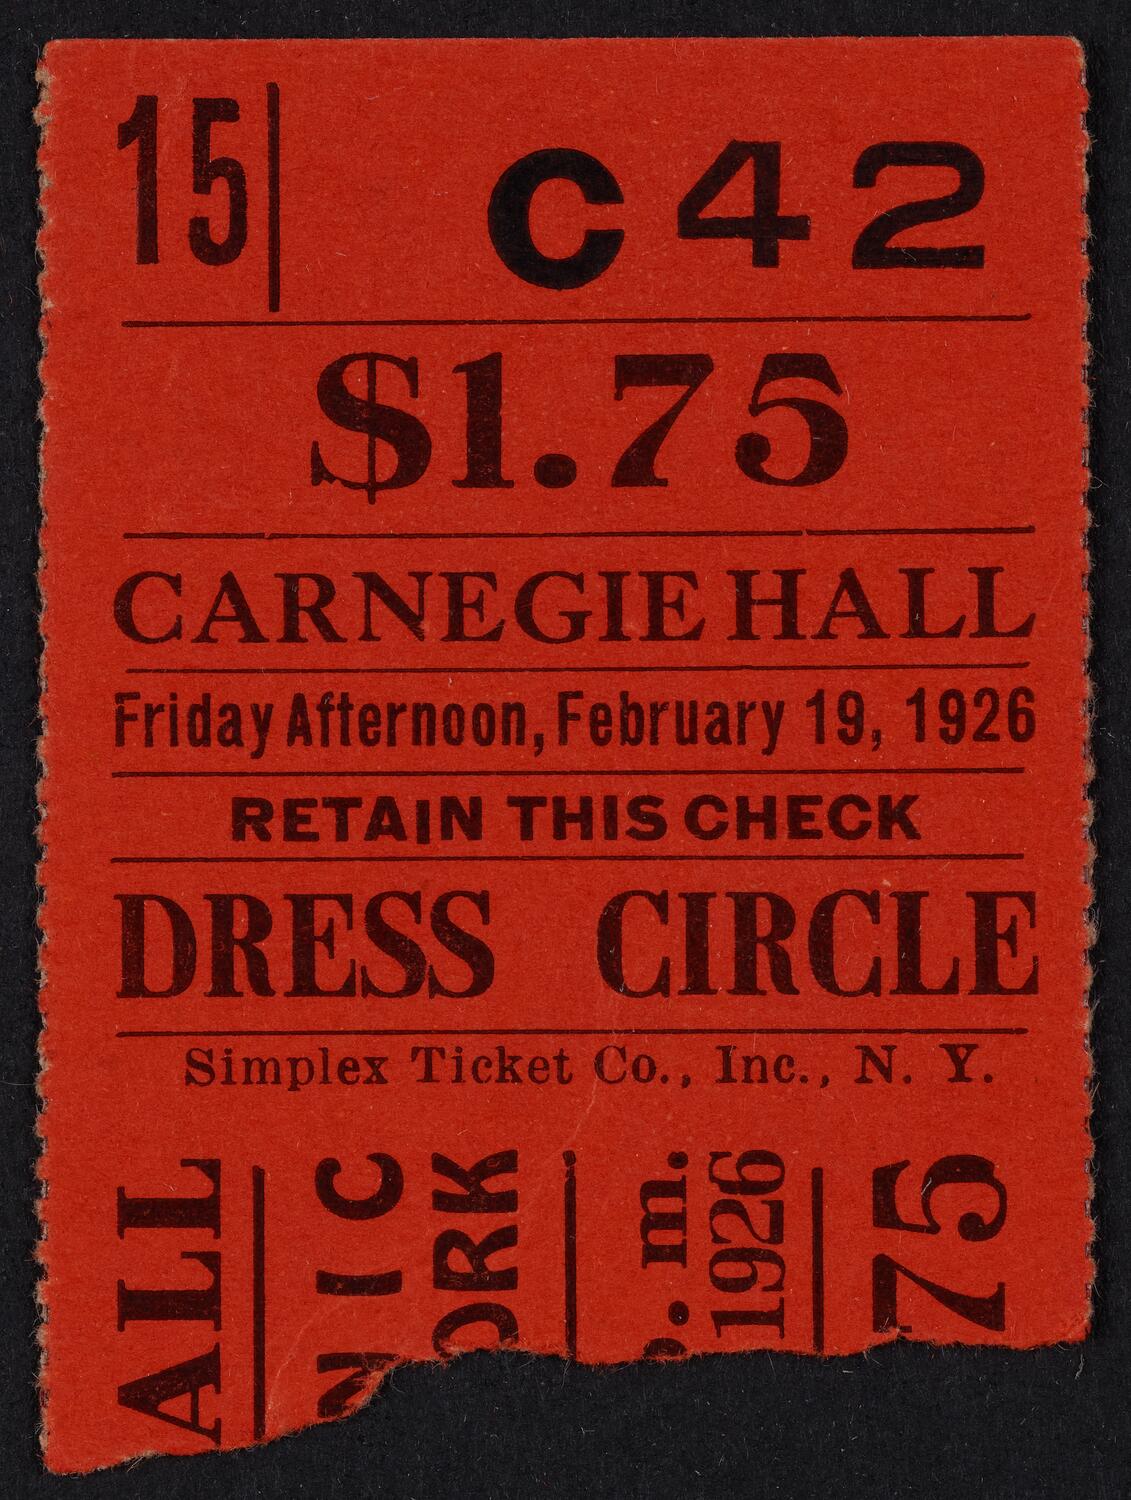 15 C 42
$1.75
CARNEGIE HALL
Friday Afternoon, February 19, 1926
RETAIN THIS CHECK
DRESS CIRCLE
Simplex Ticket Co., Inc., N. Y.
ALL
NIC
ORK
P. m.
1926
75